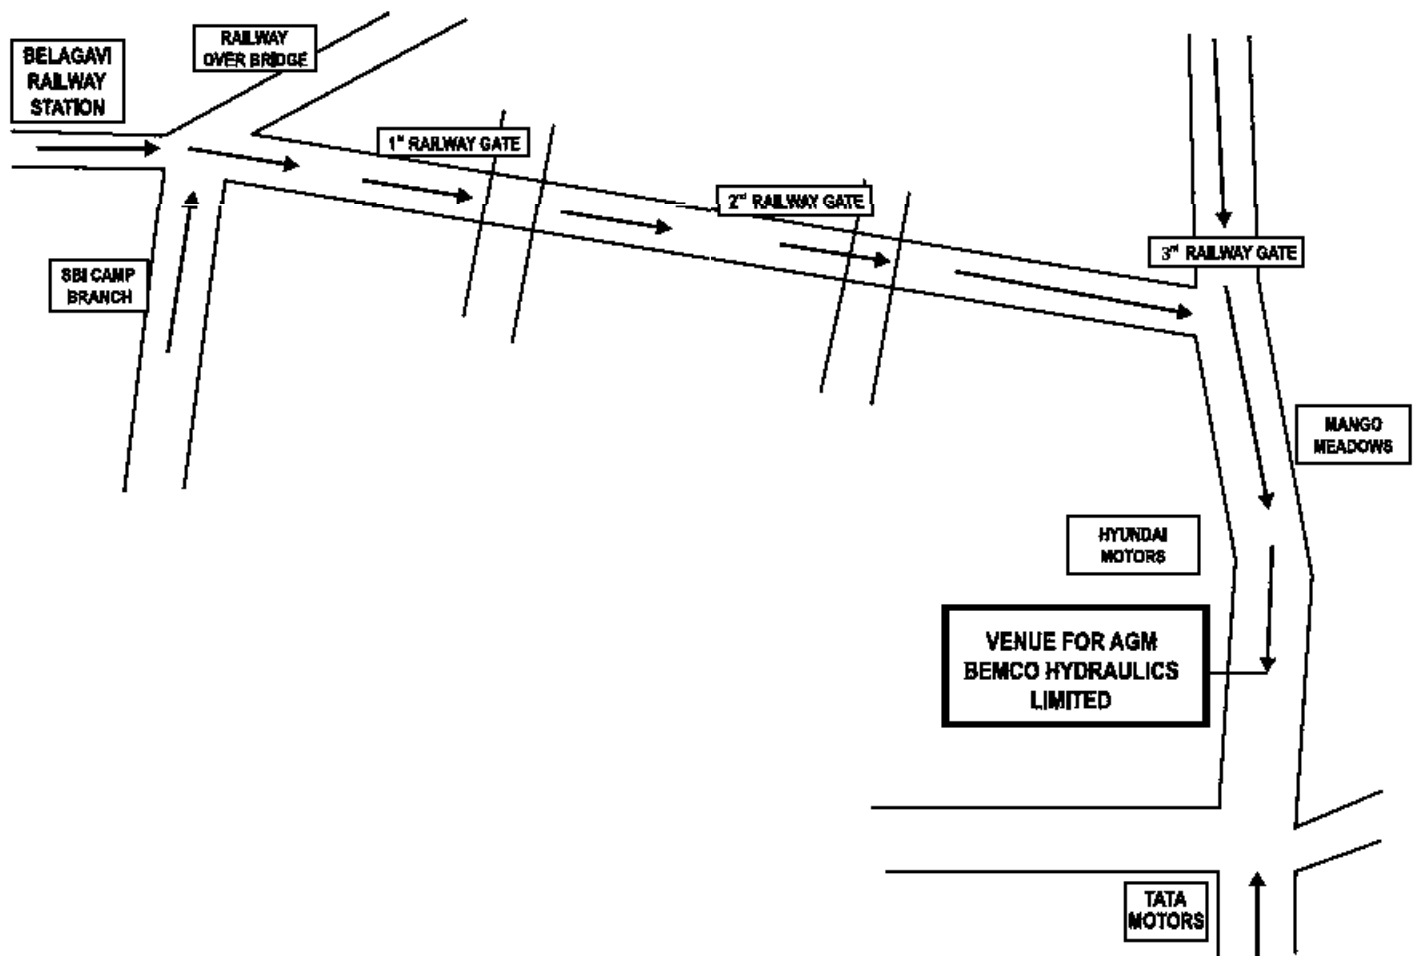 BELAGAVI
RAILWAY
STATION
RAILWAY
OVER BRIDGE
1st RAILWAY GATE
2nd RAILWAY GATE
3rd RAILWAY GATE
SBI CAMP
BRANCH
MANGO
MEADOWS
HYUNDAI
MOTORS
VENUE FOR AGM
BEMCO HYDRAULICS
LIMITED
TATA
MOTORS